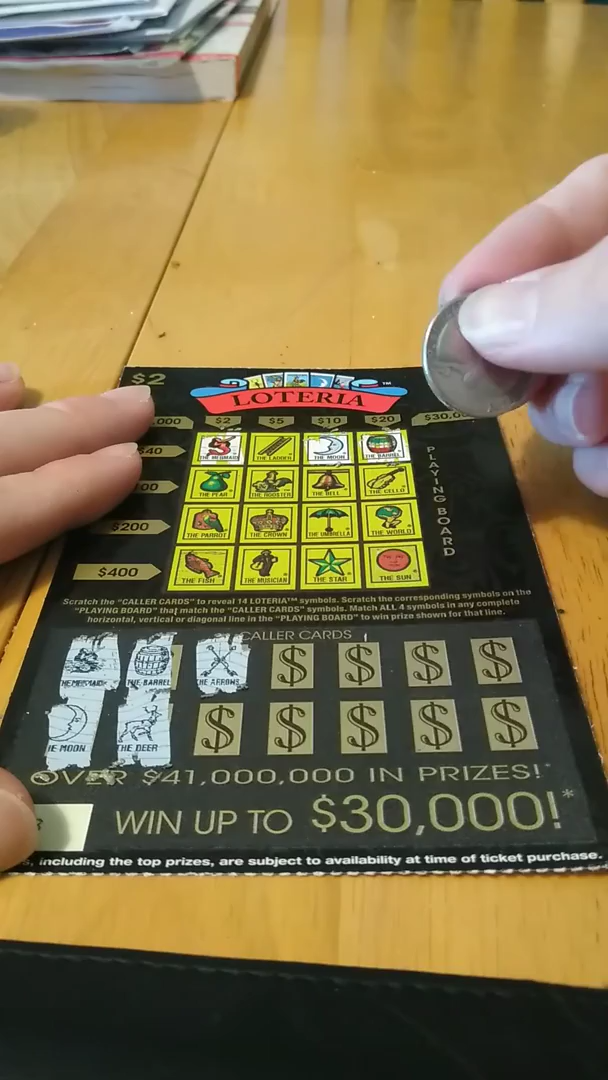 $2
LOTERIA™
,000
$2
$5
$10
$20
$30,0
$40
THE MERMAID
THE LADDER
THE MOON
THE BARREL
THE PEAR
THE ROOSTER
THE BELL
THE CELLO
$200
THE PARROT
THE CROWN
THE UMBRELLA
THE WORLD
$400
THE FISH
THE MUSICIAN
THE STAR
THE SUN
PLAYING BOARD
Scratch the "CALLER CARDS" to reveal 14 LOTERIA™ symbols. Scratch the corresponding symbols on the
"PLAYING BOARD" that match the "CALLER CARDS" symbols. Match ALL 4 symbols in any complete
horizontal, vertical or diagonal line in the "PLAYING BOARD" to win prize shown for that line.
CALLER CARDS
THE MERMAID
THE BARREL
THE ARROWS
$ $ $ $
HE MOON
THE DEER
$ $ $ $ $
OVER $41,000,000 IN PRIZES!*
WIN UP TO $30,000!*
s, including the top prizes, are subject to availability at time of ticket purchase.